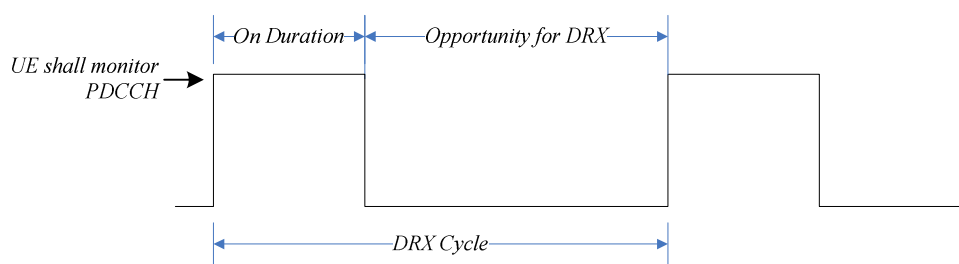 On Duration
Opportunity for DRX
UE shall monitor
PDCCH
DRX Cycle